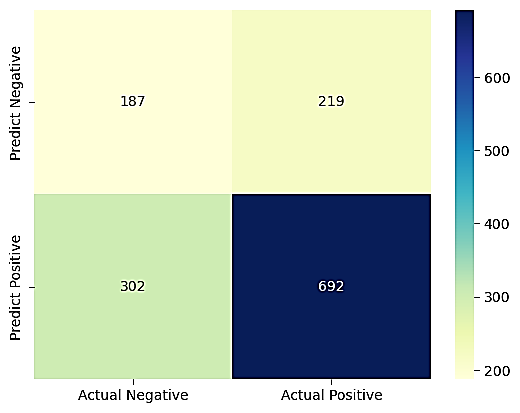 Predict Negative
187
219
Predict Positive
302
692
Actual Negative
Actual Positive
600
500
400
300
200